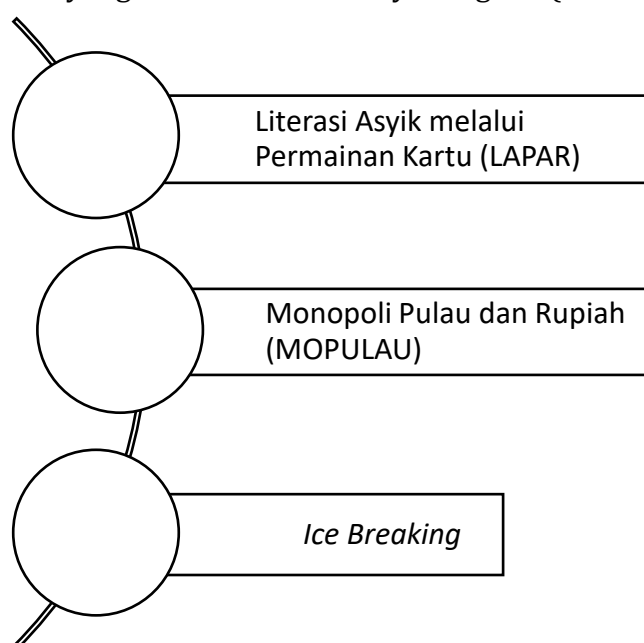 Literasi Asyik melalui
Permainan Kartu (LAPAR)
Monopoli Pulau dan Rupiah
(MOPULAU)
Ice Breaking